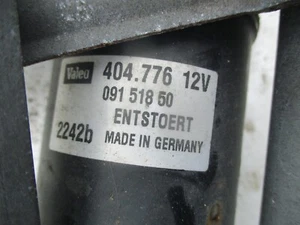 Valeo 404.776 12V
091 518 50
ENTSTOERT
2242b MADE IN GERMANY